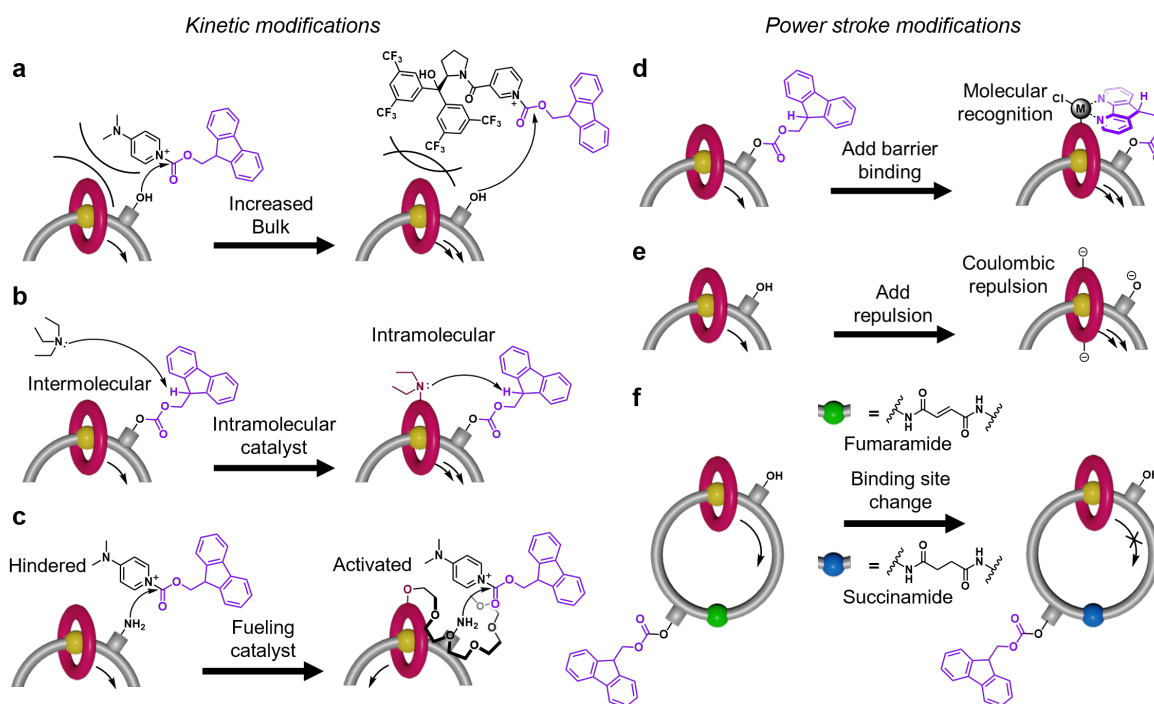 Kinetic modifications
Power stroke modifications
a
CF3
CF3
HO
N
O
N
+
O
O
CF3
CF3
CF3
CF3
N
N
+
O
O
OH
Increased
Bulk
OH
b
N:
Intermolecular
H
O
O
O
Intramolecular
catalyst
Intramolecular
N:
H
O
O
O
c
Hindered
N
N
+
O
O
NH2
Fueling
catalyst
Activated
N
N
+
O
O
NH2
O
O
O
O
O
O
d
H
O
O
O
Add barrier
binding
Molecular
recognition
Cl
M
N
N
H
O
O
O
e
OH
Add
repulsion
Coulombic
repulsion
−
−
O
−
f
=
N
H
O
O
H
N
Fumaramide
OH
Binding site
change
OH
=
N
H
O
O
H
N
Succinamide
O
O
O
O
O
O